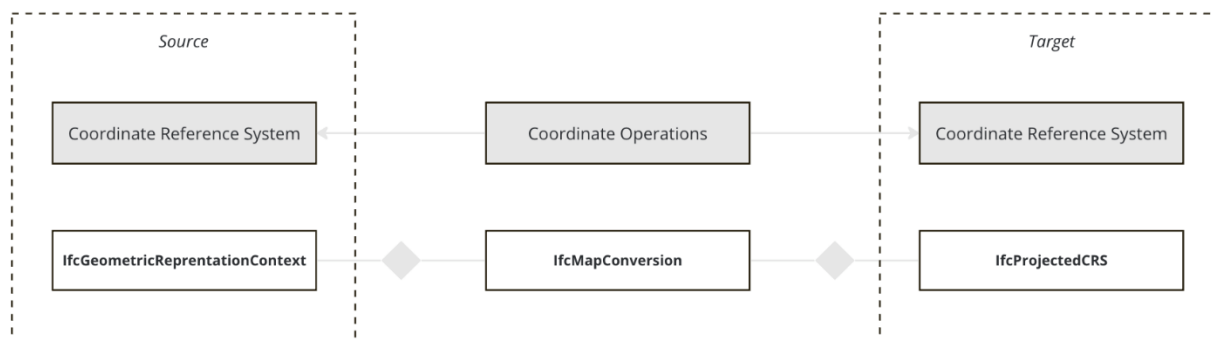 Source
Target
Coordinate Reference System
Coordinate Operations
Coordinate Reference System
IfcGeometricReprentationContext
IfcMapConversion
IfcProjectedCRS